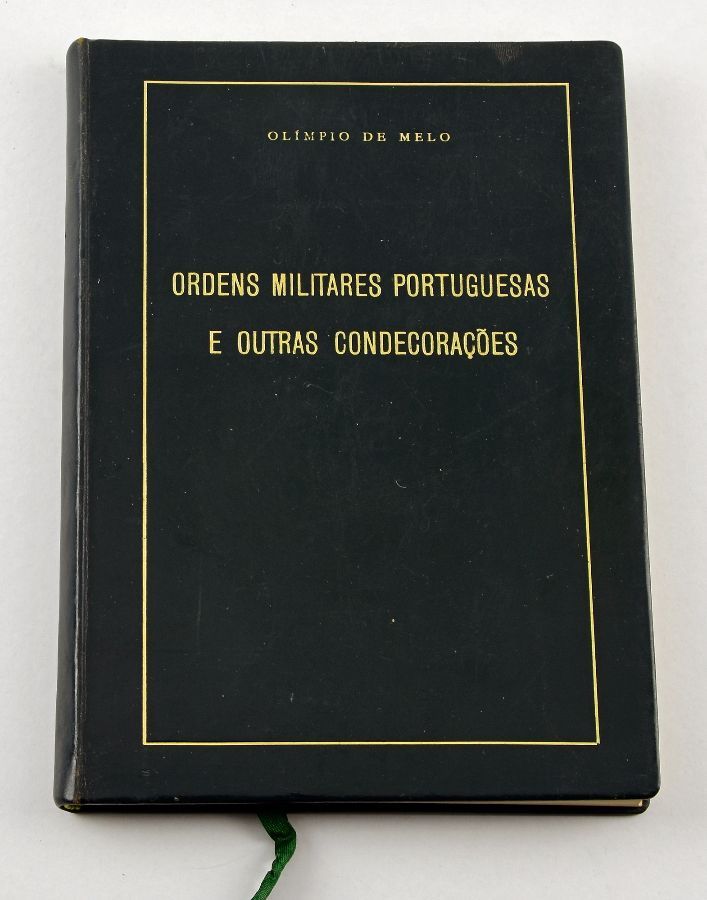 OLÍMPIO DE MELO
ORDENS MILITARES PORTUGUESAS
E OUTRAS CONDECORAÇÕES